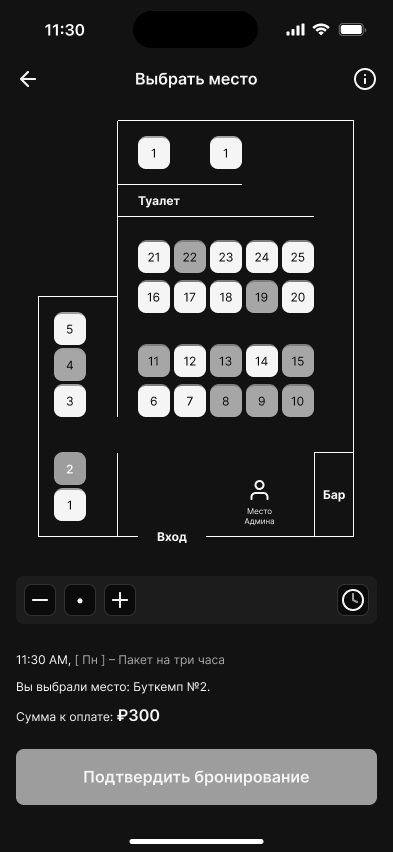 11:30
Выбрать место
1 1
Туалет
21 22 23 24 25
16 17 18 19 20
5
4
3
11 12 13 14 15
6 7 8 9 10
2
1
Место
Админа
Бар
Вход
11:30 AM, [ Пн ] – Пакет на три часа
Вы выбрали место: Буткемп №2.
Сумма к оплате: ₽300
Подтвердить бронирование